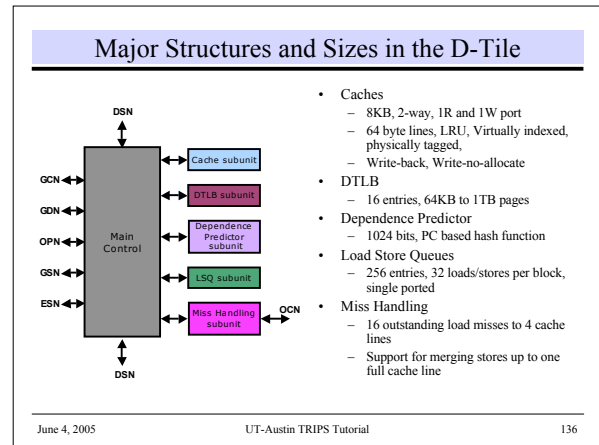 Major Structures and Sizes in the D-Tile
DSN
GCN
GDN
OPN
GSN
ESN
Main
Control
Cache subunit
DTLB subunit
Dependence
Predictor
subunit
LSQ subunit
Miss Handling
subunit
OCN
DSN
• Caches
– 8KB, 2-way, 1R and 1W port
– 64 byte lines, LRU, Virtually indexed,
physically tagged,
– Write-back, Write-no-allocate
• DTLB
– 16 entries, 64KB to 1TB pages
• Dependence Predictor
– 1024 bits, PC based hash function
• Load Store Queues
– 256 entries, 32 loads/stores per block,
single ported
• Miss Handling
– 16 outstanding load misses to 4 cache
lines
– Support for merging stores up to one
full cache line
June 4, 2005
UT-Austin TRIPS Tutorial
136